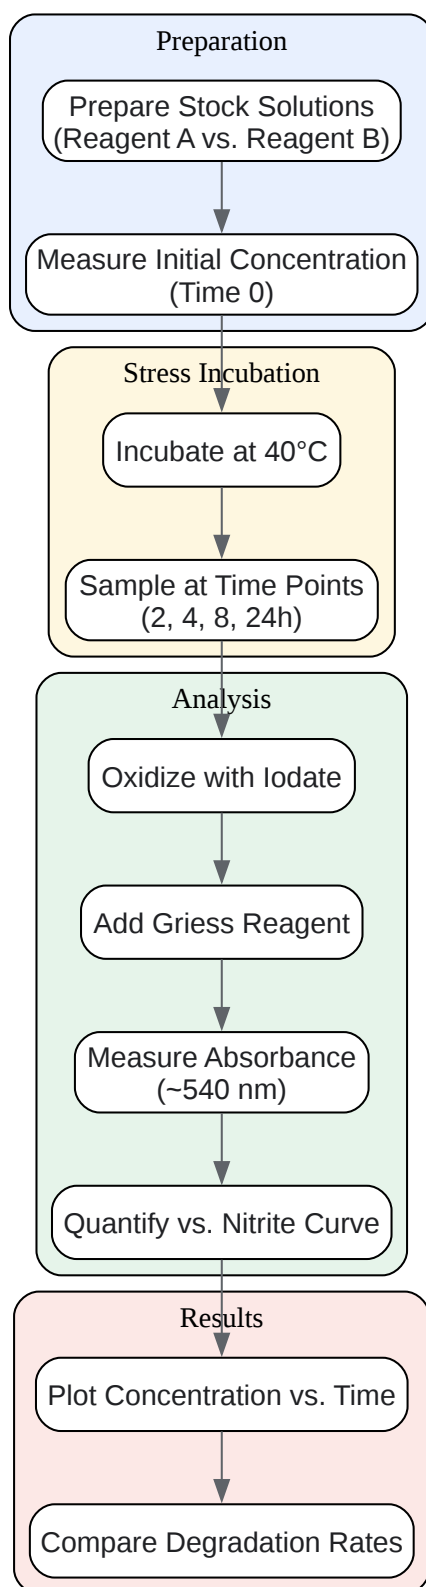 Preparation
Prepare Stock Solutions
(Reagent A vs. Reagent B)
Measure Initial Concentration
(Time 0)
Stress Incubation
Incubate at 40°C
Sample at Time Points
(2, 4, 8, 24h)
Analysis
Oxidize with Iodate
Add Griess Reagent
Measure Absorbance
(~540 nm)
Quantify vs. Nitrite Curve
Results
Plot Concentration vs. Time
Compare Degradation Rates